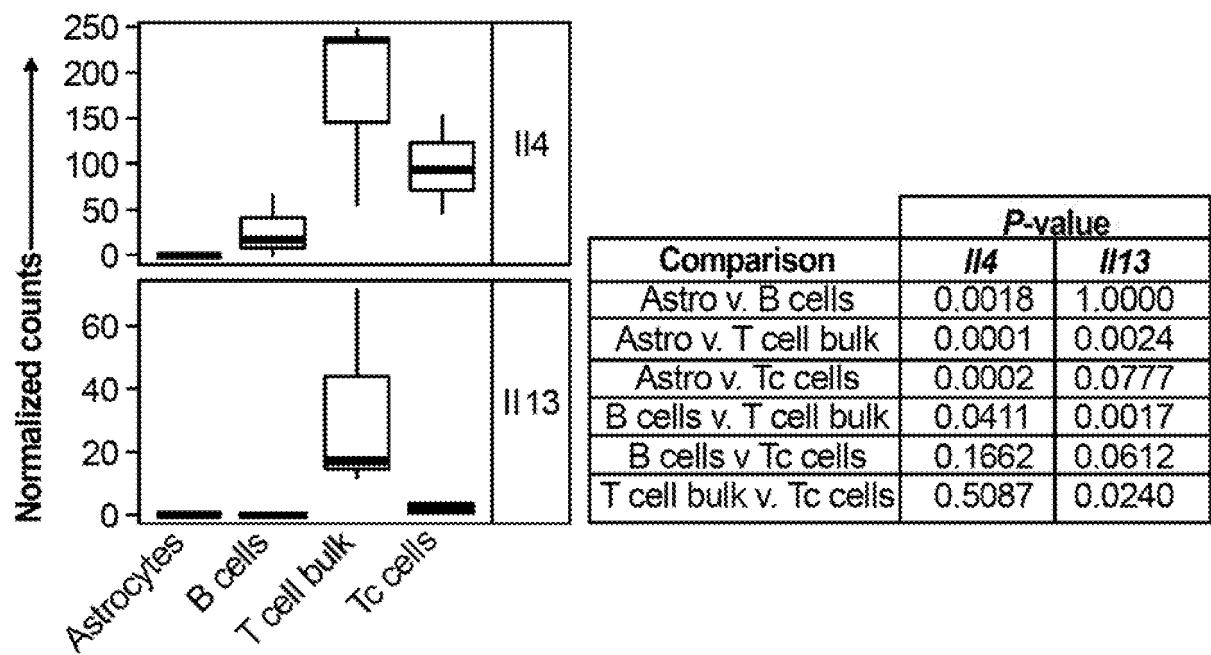 250
200
150
100
50
0
Il4
60
40
20
0
Il13
Normalized counts
Astrocytes
B cells
T cell bulk
Tc cells
P-value
Comparison Il4 Il13
Astro v. B cells 0.0018 1.0000
Astro v. T cell bulk 0.0001 0.0024
Astro v. Tc cells 0.0002 0.0777
B cells v. T cell bulk 0.0411 0.0017
B cells v Tc cells 0.1662 0.0612
T cell bulk v. Tc cells 0.5087 0.0240